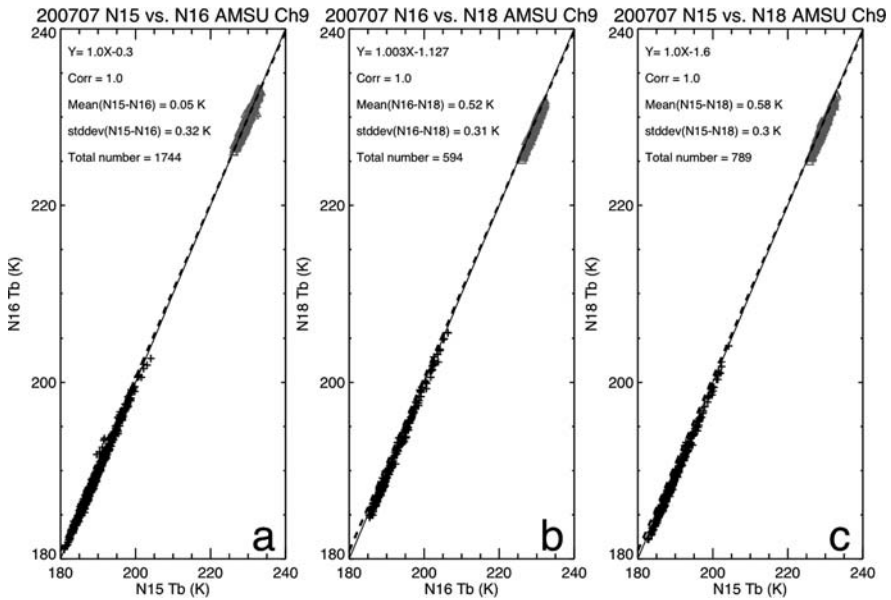 200707 N15 vs. N16 AMSU Ch9
240
220
200
180
N16 Tb (K)
Y= 1.0X-0.3
Corr = 1.0
Mean(N15-N16) = 0.05 K
stddev(N15-N16) = 0.32 K
Total number = 1744
a
180 200 220 240
N15 Tb (K)
200707 N16 vs. N18 AMSU Ch9
240
220
200
180
N18 Tb (K)
Y= 1.003X-1.127
Corr = 1.0
Mean(N16-N18) = 0.52 K
stddev(N16-N18) = 0.31 K
Total number = 594
b
180 200 220 240
N16 Tb (K)
200707 N15 vs. N18 AMSU Ch9
240
220
200
180
N18 Tb (K)
Y= 1.0X-1.6
Corr = 1.0
Mean(N15-N18) = 0.58 K
stddev(N15-N18) = 0.3 K
Total number = 789
c
180 200 220 240
N15 Tb (K)